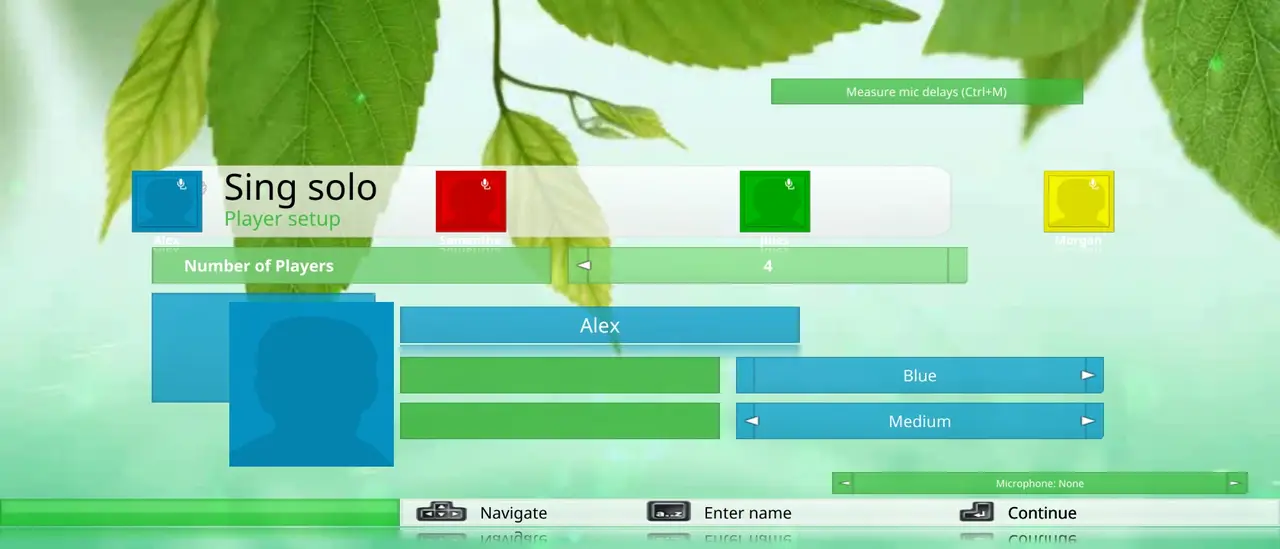 Measure mic delays (Ctrl+M)
Sing solo
Player setup
Alex
Samantha
Jules
Morgan
Number of Players
4
Alex
Blue
Medium
Microphone: None
Navigate
a..z
Enter name
Continue